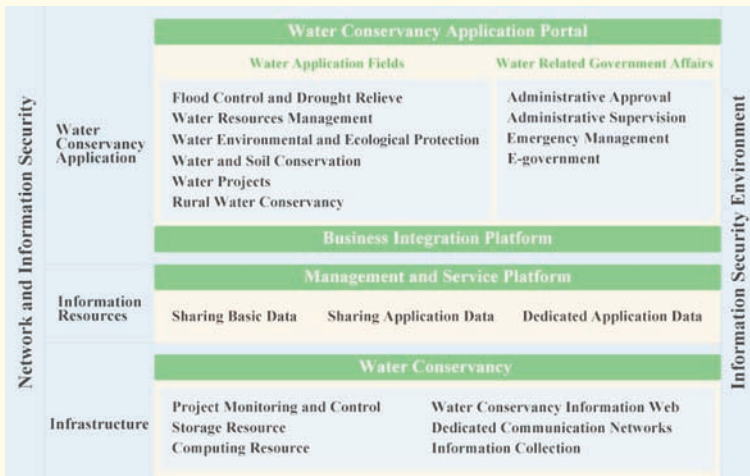 Network and Information Security
Water Conservancy Application Portal
Water Application Fields
Water Related Government Affairs
Water
Conservancy
Application
Flood Control and Drought Relieve
Water Resources Management
Water Environmental and Ecological Protection
Water and Soil Conservation
Water Projects
Rural Water Conservancy
Administrative Approval
Administrative Supervision
Emergency Management
E-government
Business Integration Platform
Management and Service Platform
Information
Resources
Sharing Basic Data
Sharing Application Data
Dedicated Application Data
Water Conservancy
Infrastructure
Project Monitoring and Control
Storage Resource
Computing Resource
Water Conservancy Information Web
Dedicated Communication Networks
Information Collection
Information Security Environment